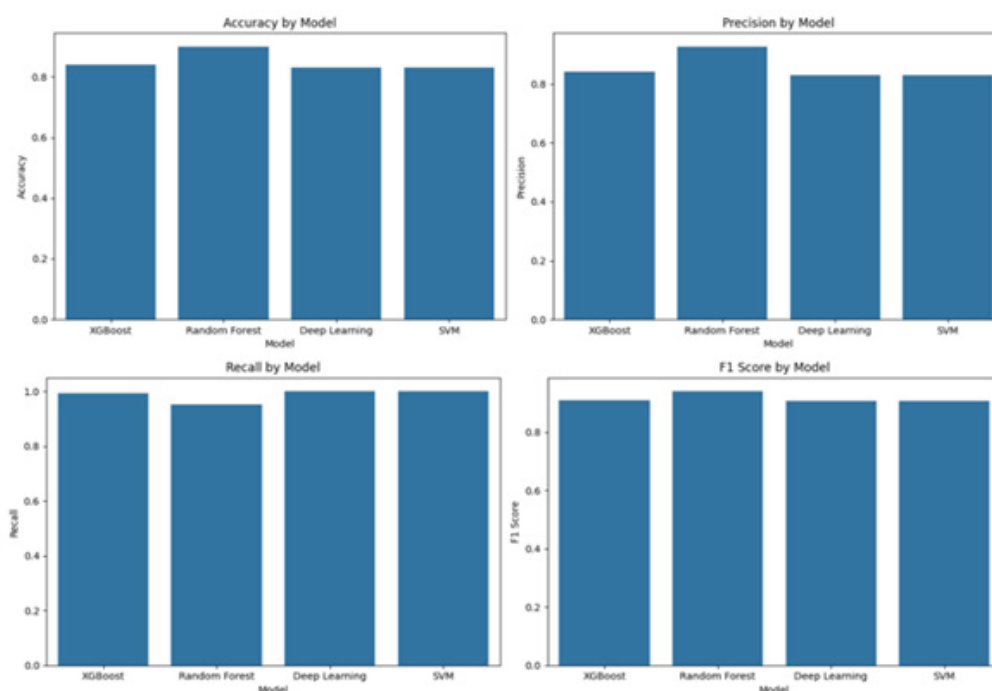 Accuracy by Model
Accuracy
0.8
0.6
0.4
0.2
0.0
XGBoost Random Forest Deep Learning SVM
Model
Precision by Model
Precision
0.8
0.6
0.4
0.2
0.0
XGBoost Random Forest Deep Learning SVM
Model
Recall by Model
Recall
1.0
0.8
0.6
0.4
0.2
0.0
XGBoost Random Forest Deep Learning SVM
Model
F1 Score by Model
F1 Score
0.8
0.6
0.4
0.2
0.0
XGBoost Random Forest Deep Learning SVM
Model